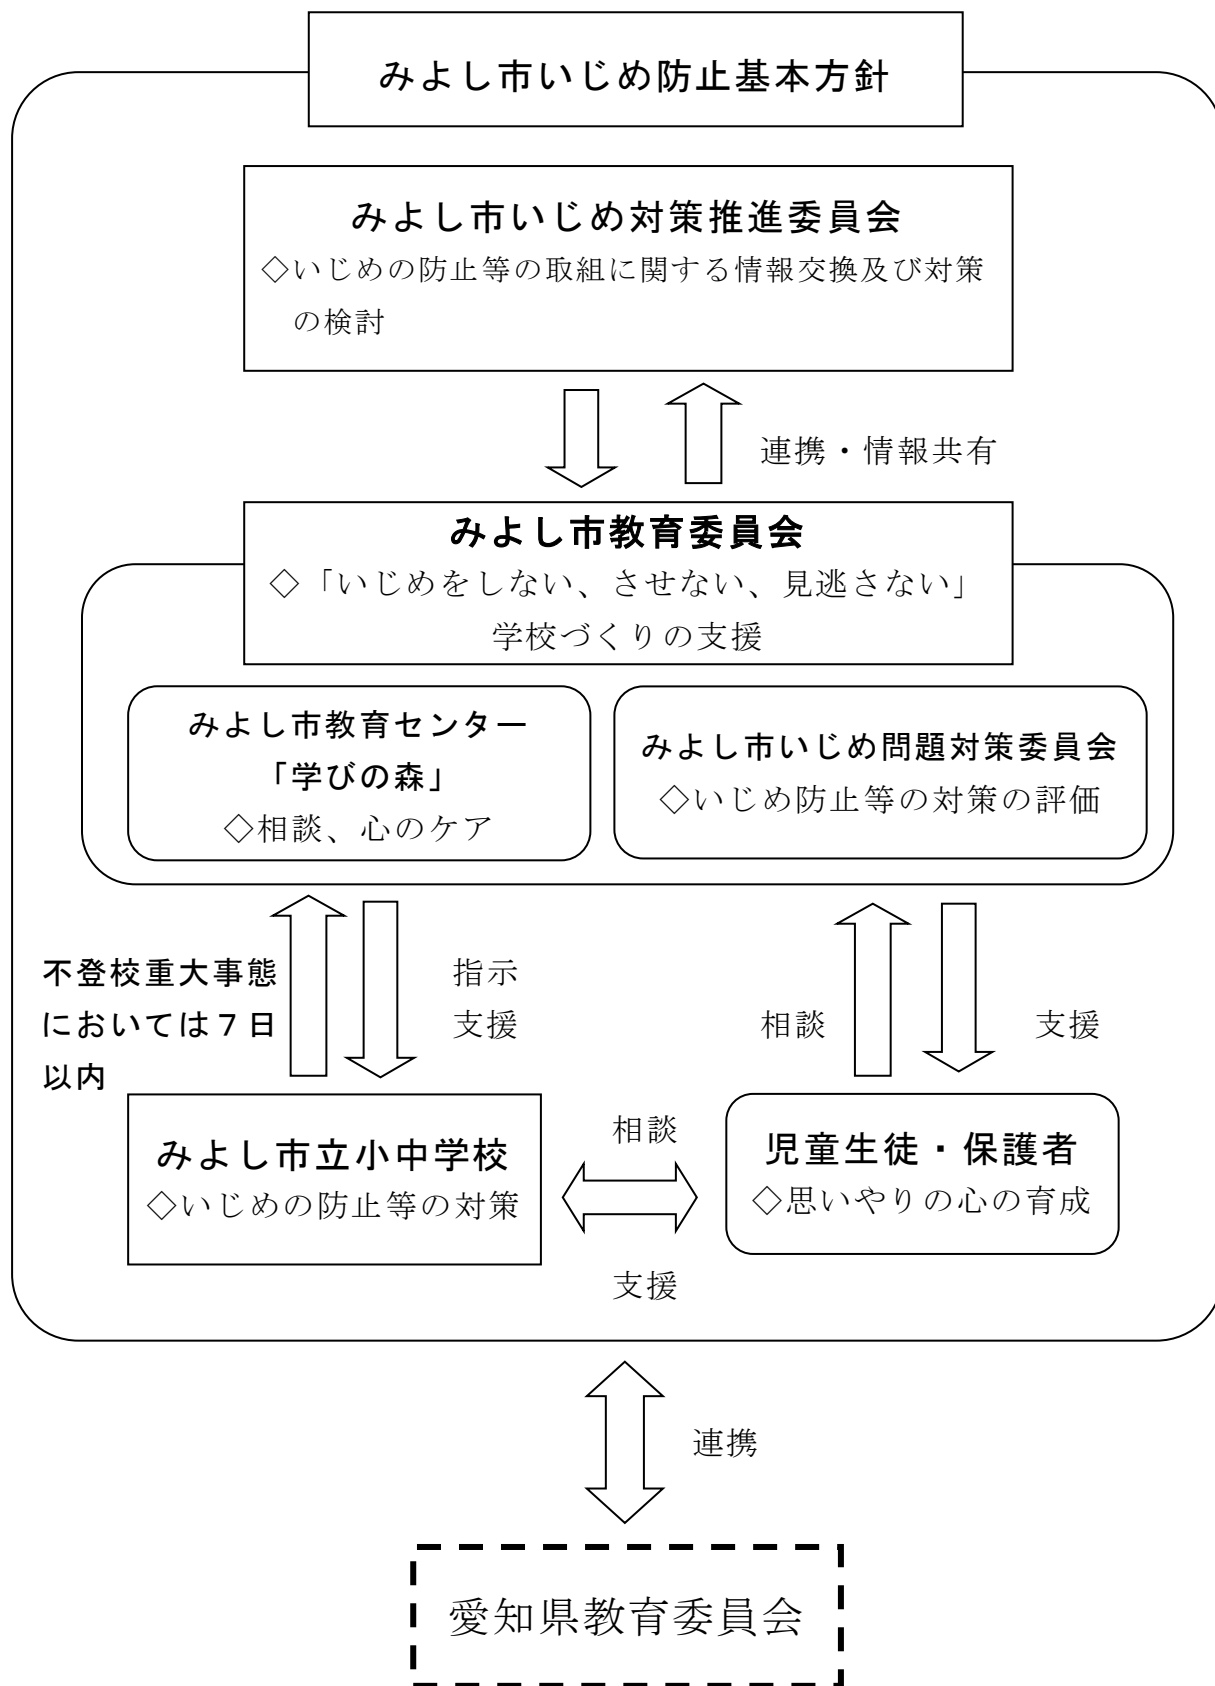 みよし市いじめ防止基本方針
みよし市いじめ対策推進委員会
◇いじめの防止等の取組に関する情報交換及び対策
の検討
連携・情報共有
みよし市教育委員会
◇「いじめをしない、させない、見逃さない」
学校づくりの支援
みよし市教育センター
「学びの森」
◇相談、心のケア
みよし市いじめ問題対策委員会
◇いじめ防止等の対策の評価
不登校重大事態
においては７日
以内
指示
支援
相談
支援
みよし市立小中学校
◇いじめの防止等の対策
相談
支援
児童生徒・保護者
◇思いやりの心の育成
連携
愛知県教育委員会